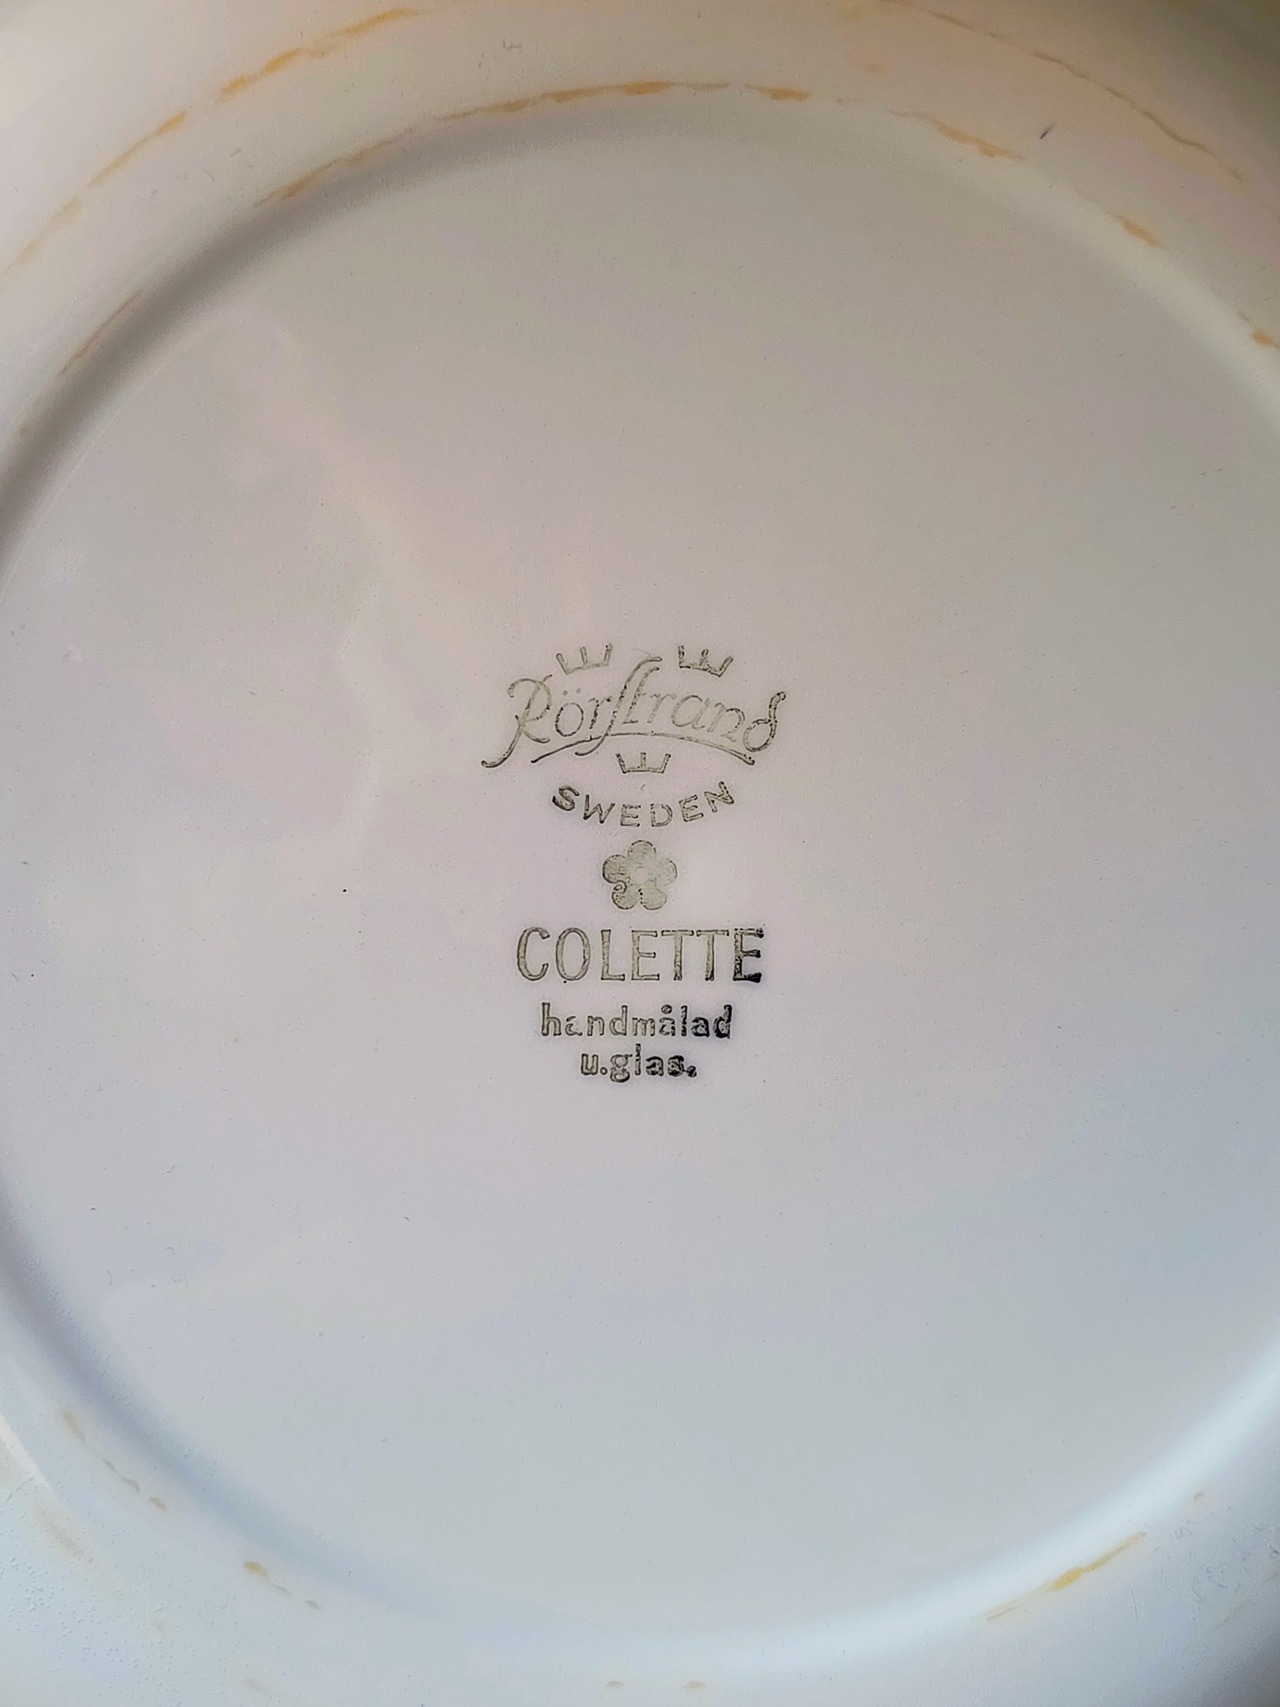 Rörstrand
SWEDEN
COLETTE
handmålad
u.glas.